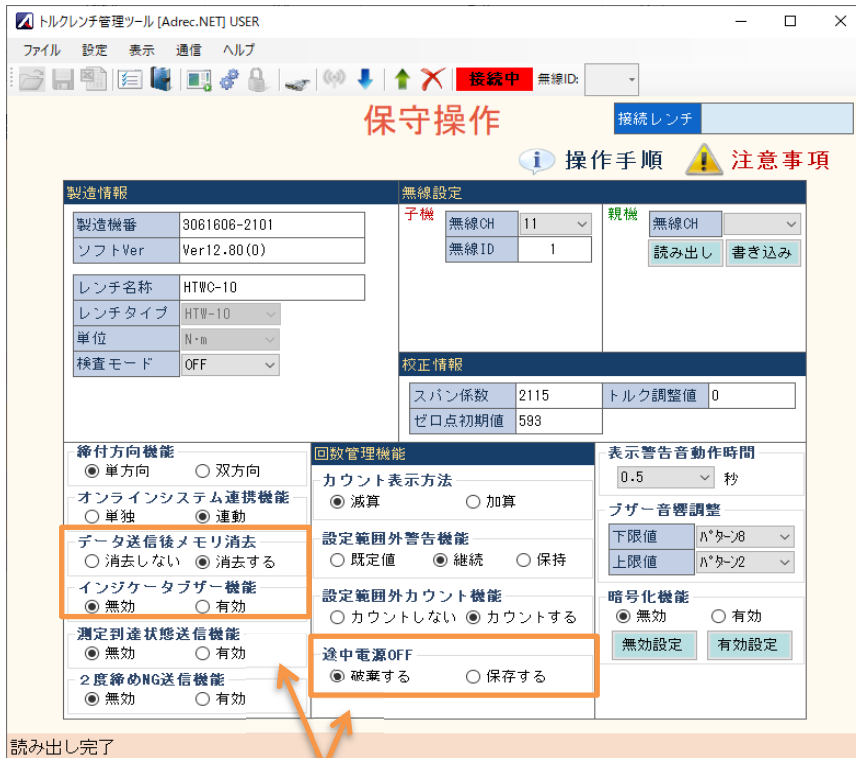 トルクレンチ管理ツール [Adrec.NET] USER
ファイル 設定 表示 通信 ヘルプ
接続中 無線ID:
保守操作
接続レンチ
操作手順 注意事項
製造情報
製造機番 3061606-2101
ソフトVer Ver12.80(0)
レンチ名称 HTWC-10
レンチタイプ HTW-10
単位 N・m
検査モード OFF
無線設定
子機 無線CH 11
無線ID 1
親機 無線CH
読み出し 書き込み
校正情報
スパン係数 2115 トルク調整値 0
ゼロ点初期値 593
締付方向機能
単方向 双方向
オンラインシステム連携機能
単独 連動
データ送信後メモリ消去
消去しない 消去する
インジケータブザー機能
無効 有効
測定到達状態送信機能
無効 有効
2度締めNG送信機能
無効 有効
回数管理機能
カウント表示方法
減算 加算
設定範囲外警告機能
既定値 継続 保持
設定範囲外カウント機能
カウントしない カウントする
途中電源OFF
破棄する 保存する
表示警告音動作時間
0.5 秒
ブザー音響調整
下限値 ﾊﾟﾀｰﾝ8
上限値 ﾊﾟﾀｰﾝ2
暗号化機能
無効 有効
無効設定 有効設定
読み出し完了